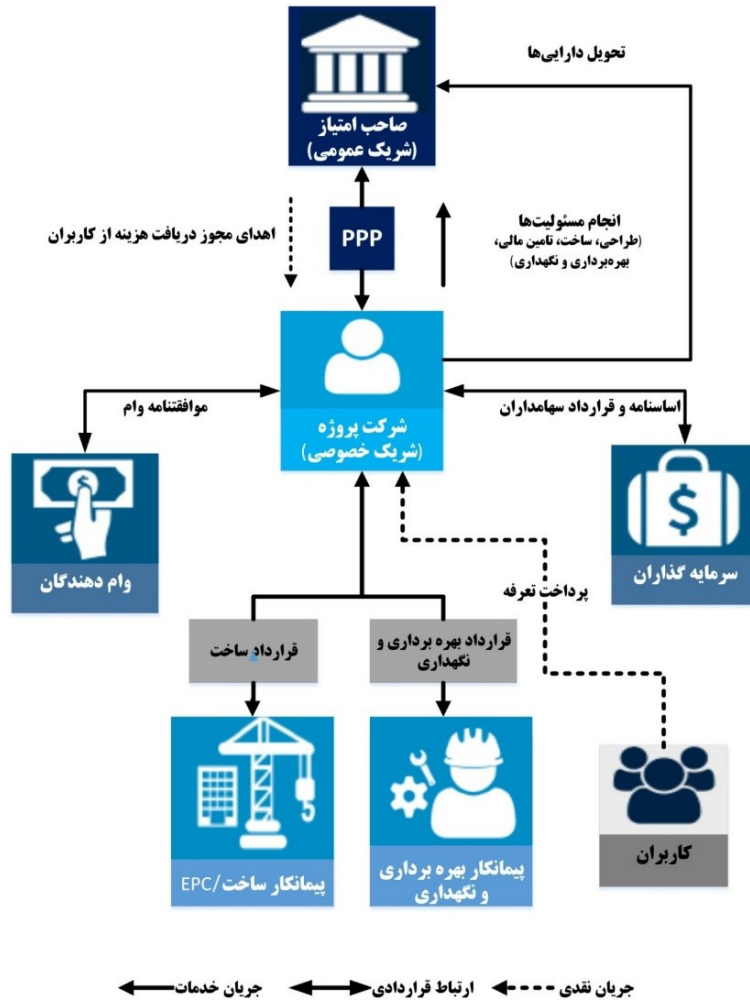 تحویل دارایی‌ها
صاحب امتیاز
(شریک عمومی)
اهدای مجوز دریافت هزینه از کاربران
PPP
انجام مسئولیت‌ها
(طراحی، ساخت، تامین مالی،
بهره‌برداری و نگهداری)
موافقتنامه وام
اساسنامه و قرارداد سهامداران
شرکت پروژه
(شریک خصوصی)
وام دهندگان
سرمایه گذاران
پرداخت تعرفه
قرارداد ساخت
قرارداد بهره برداری و
نگهداری
پیمانکار ساخت/EPC
پیمانکار بهره برداری
و نگهداری
کاربران
جریان نقدی
ارتباط قراردادی
جریان خدمات